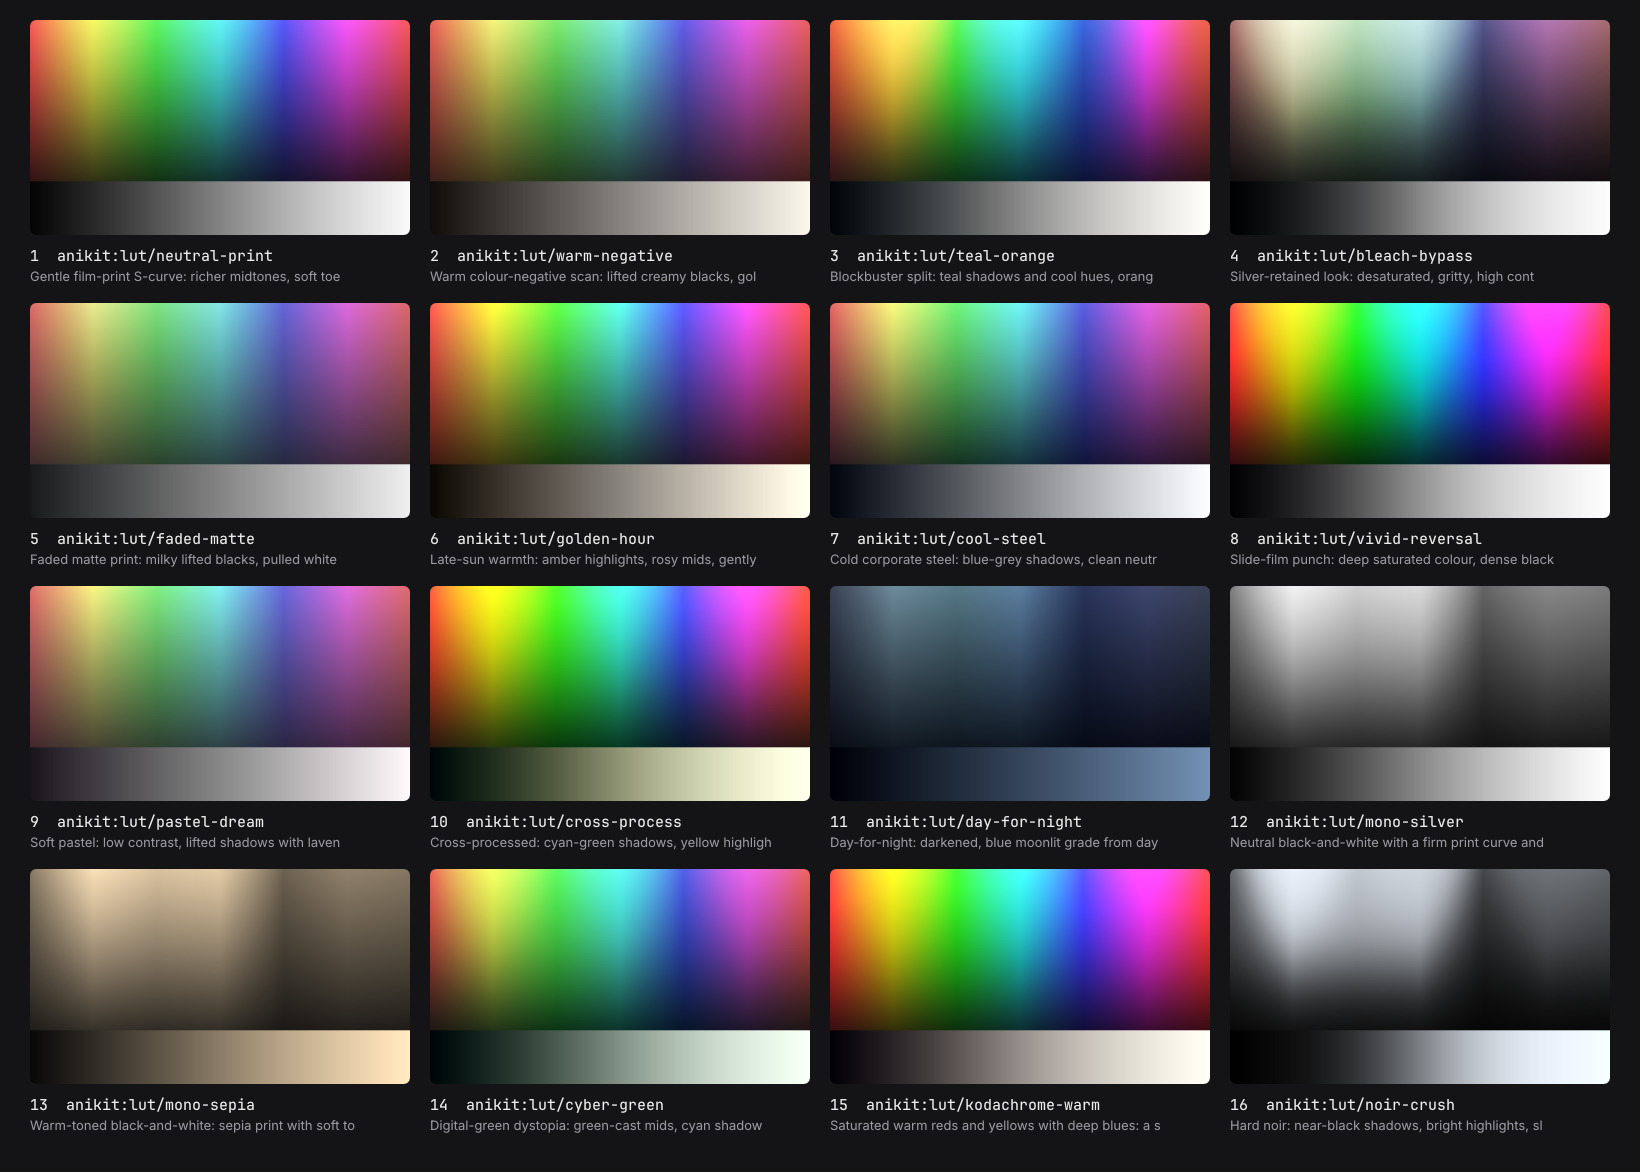 1 anikit:lut/neutral-print
Gentle film-print S-curve: richer midtones, soft toe
2 anikit:lut/warm-negative
Warm colour-negative scan: lifted creamy blacks, gol
3 anikit:lut/teal-orange
Blockbuster split: teal shadows and cool hues, orang
4 anikit:lut/bleach-bypass
Silver-retained look: desaturated, gritty, high cont
5 anikit:lut/faded-matte
Faded matte print: milky lifted blacks, pulled white
6 anikit:lut/golden-hour
Late-sun warmth: amber highlights, rosy mids, gently
7 anikit:lut/cool-steel
Cold corporate steel: blue-grey shadows, clean neutr
8 anikit:lut/vivid-reversal
Slide-film punch: deep saturated colour, dense black
9 anikit:lut/pastel-dream
Soft pastel: low contrast, lifted shadows with laven
10 anikit:lut/cross-process
Cross-processed: cyan-green shadows, yellow highligh
11 anikit:lut/day-for-night
Day-for-night: darkened, blue moonlit grade from day
12 anikit:lut/mono-silver
Neutral black-and-white with a firm print curve and
13 anikit:lut/mono-sepia
Warm-toned black-and-white: sepia print with soft to
14 anikit:lut/cyber-green
Digital-green dystopia: green-cast mids, cyan shadow
15 anikit:lut/kodachrome-warm
Saturated warm reds and yellows with deep blues: a s
16 anikit:lut/noir-crush
Hard noir: near-black shadows, bright highlights, sl